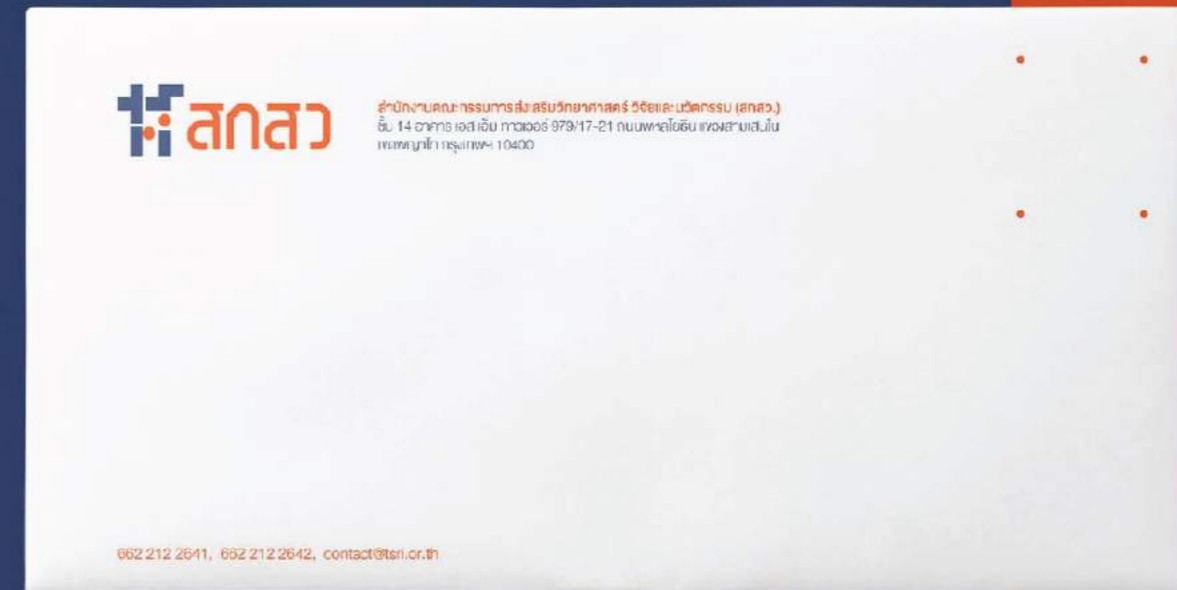 สกสว
สำนักงานคณะกรรมการส่งเสริมวิทยาศาสตร์ วิจัยและนวัตกรรม (สกสว.)
ชั้น 14 อาคาร เอส เอ็ม ทาวเวอร์ 979/17-21 ถนนพหลโยธิน แขวงสามเสนใน
เขตพญาไท กรุงเทพฯ 10400
662 212 2641, 662 212 2642, contact@tsri.or.th